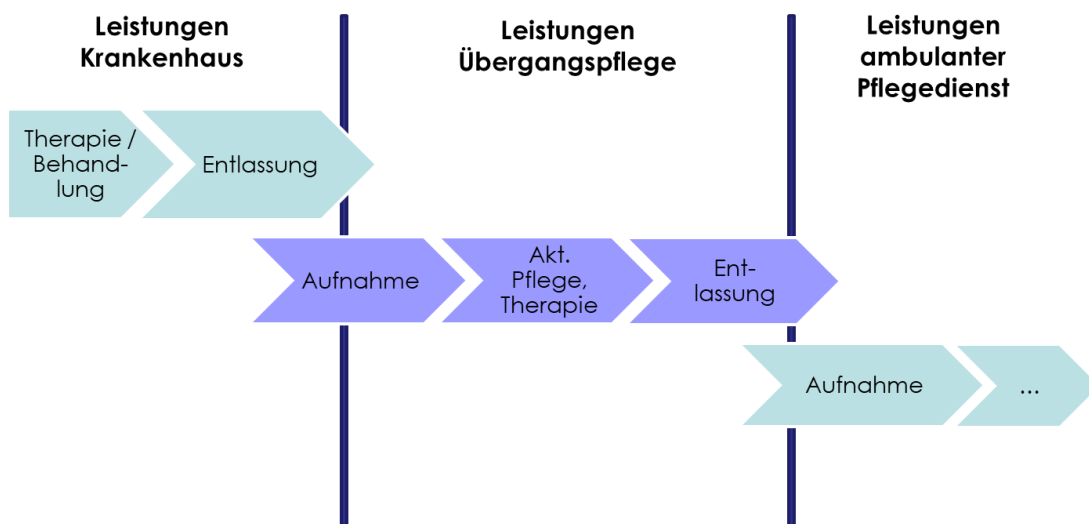 Leistungen
Krankenhaus
Leistungen
Übergangspflege
Leistungen
ambulanter
Pflegedienst
Therapie /
Behand-
lung
Entlassung
Aufnahme
Akt.
Pflege,
Therapie
Ent-
lassung
Aufnahme
...